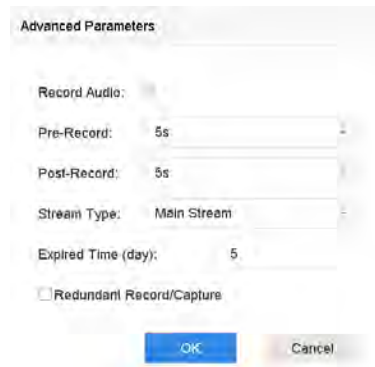 Advanced Parameters
Record Audio:
Pre-Record: 5s
Post-Record: 5s
Stream Type: Main Stream
Expired Time (day): 5
Redundant Record/Capture
OK Cancel